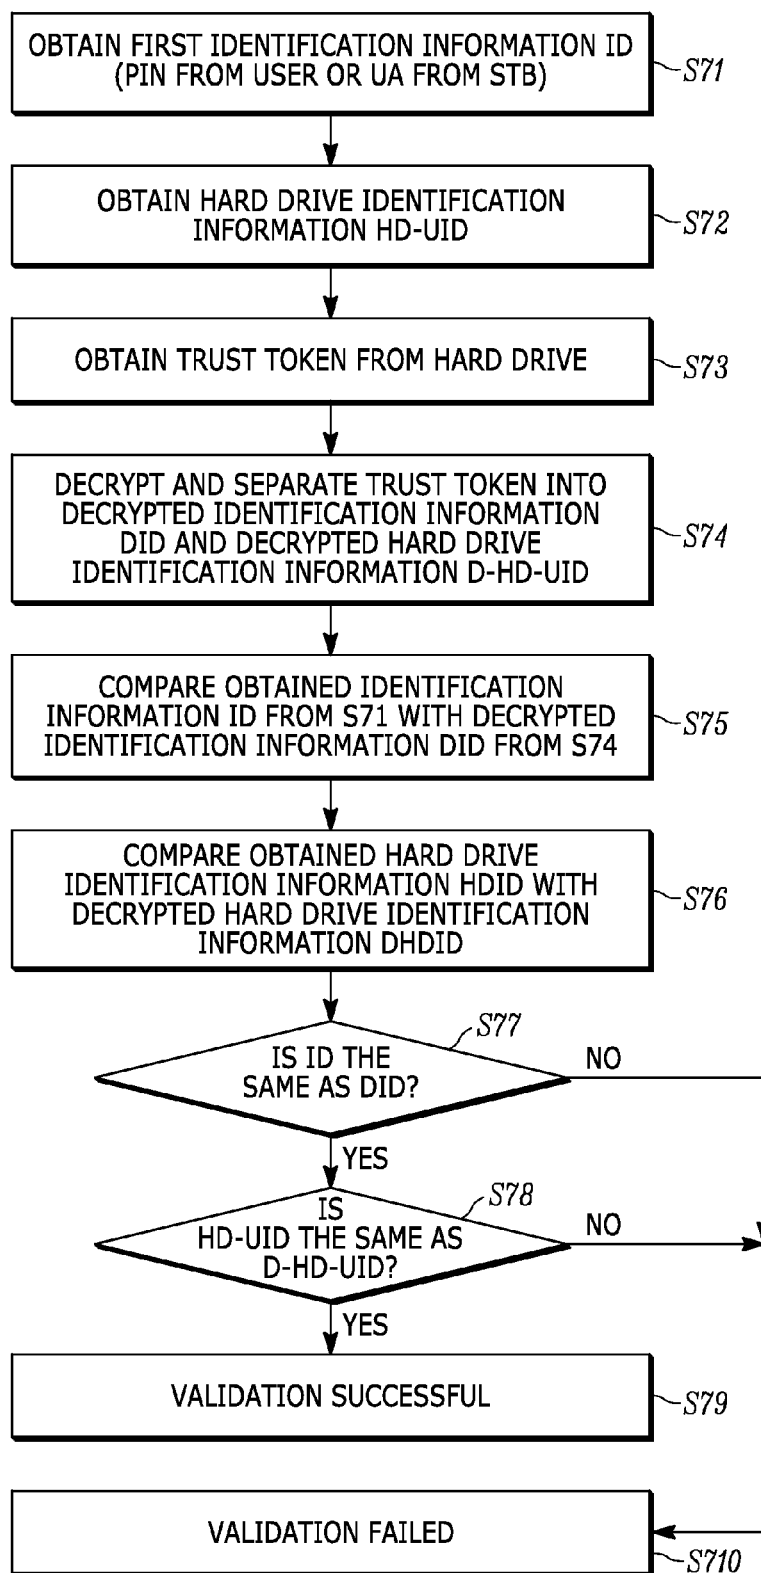 OBTAIN FIRST IDENTIFICATION INFORMATION ID
(PIN FROM USER OR UA FROM STB)
S71
OBTAIN HARD DRIVE IDENTIFICATION
INFORMATION HD-UID
S72
OBTAIN TRUST TOKEN FROM HARD DRIVE
S73
DECRYPT AND SEPARATE TRUST TOKEN INTO
DECRYPTED IDENTIFICATION INFORMATION
DID AND DECRYPTED HARD DRIVE
IDENTIFICATION INFORMATION D-HD-UID
S74
COMPARE OBTAINED IDENTIFICATION
INFORMATION ID FROM S71 WITH DECRYPTED
IDENTIFICATION INFORMATION DID FROM S74
S75
COMPARE OBTAINED HARD DRIVE
IDENTIFICATION INFORMATION HDID WITH
DECRYPTED HARD DRIVE IDENTIFICATION
INFORMATION DHDID
S76
S77
IS ID THE
SAME AS DID?
NO
YES
S78
IS
HD-UID THE SAME AS
D-HD-UID?
NO
YES
VALIDATION SUCCESSFUL
S79
VALIDATION FAILED
S710